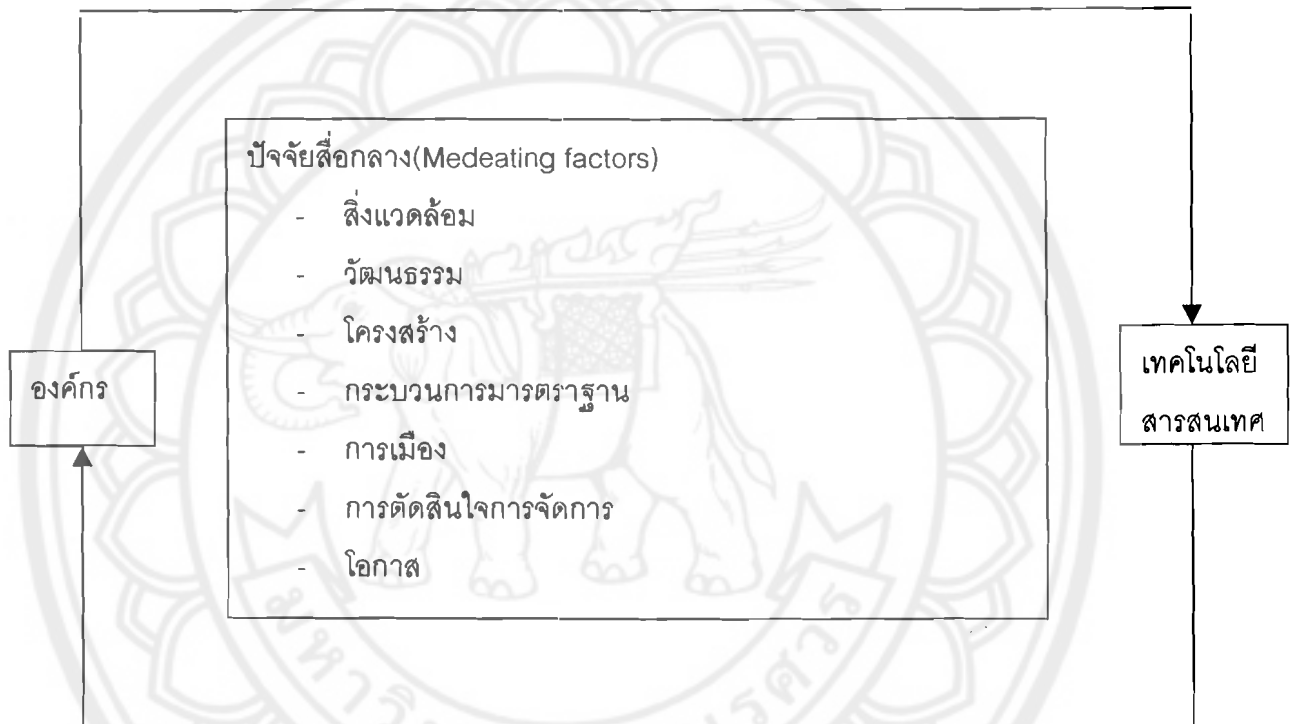 ปัจจัยสื่อกลาง(Medeating factors)
- สิ่งแวดล้อม
- วัฒนธรรม
- โครงสร้าง
- กระบวนการมารตราฐาน
- การเมือง
- การตัดสินใจการจัดการ
- โอกาส
องค์กร
เทคโนโลยี
สารสนเทศ